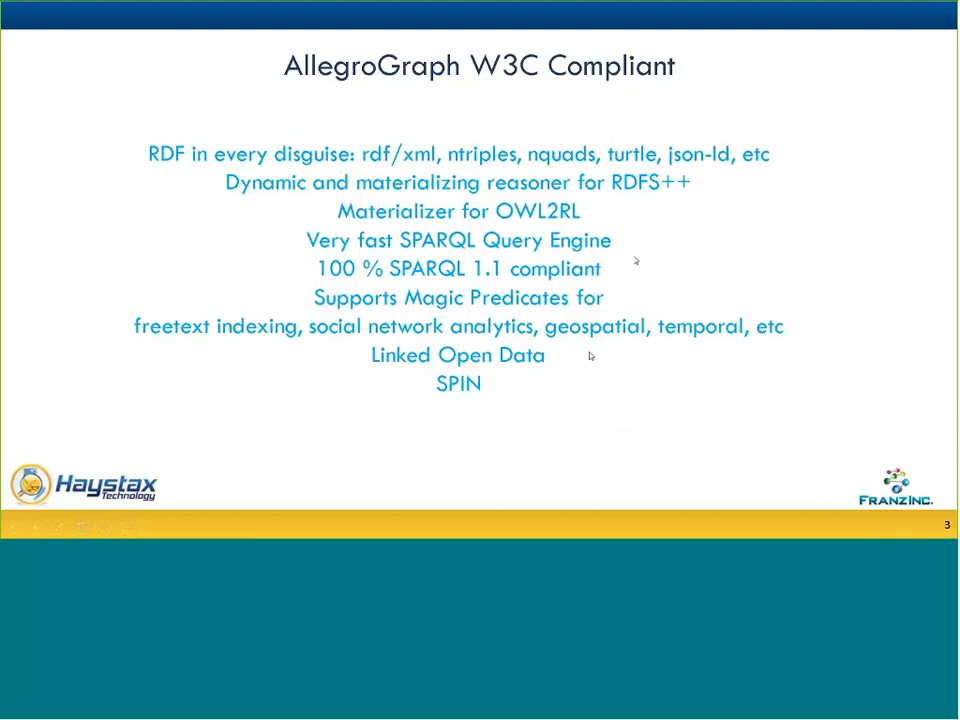 AllegroGraph W3C Compliant
RDF in every disguise: rdf/xml, ntriples, nquads, turtle, json-ld, etc
Dynamic and materializing reasoner for RDFS++
Materializer for OWL2RL
Very fast SPARQL Query Engine
100 % SPARQL 1.1 compliant
Supports Magic Predicates for
freetext indexing, social network analytics, geospatial, temporal, etc
Linked Open Data
SPIN
Haystax
Technology
FRANZ INC.
3